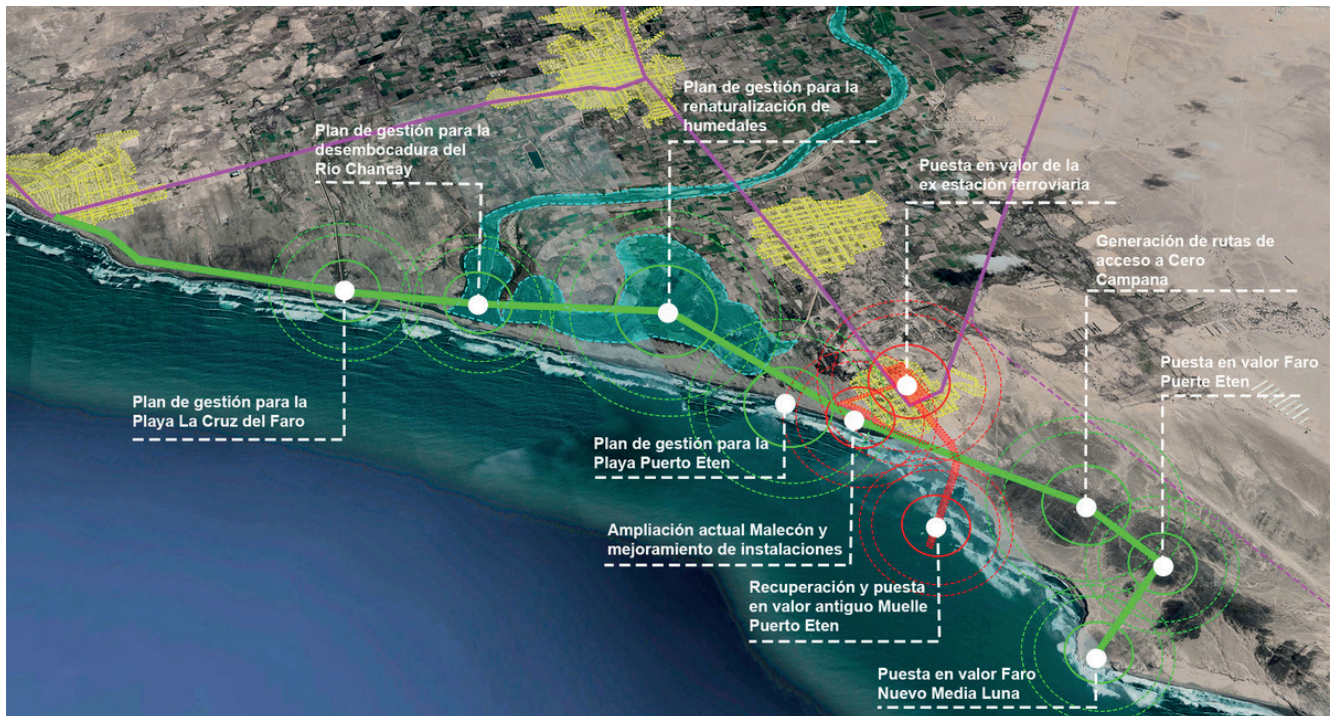 Plan de gestión para la
desembocadura del
Río Chancay
Plan de gestión para la
renaturalización de
humedales
Puesta en valor de la
ex estación ferroviaria
Generación de rutas de
acceso a Cero
Campana
Puesta en valor Faro
Puerte Eten
Plan de gestión para la
Playa La Cruz del Faro
Plan de gestión para la
Playa Puerto Eten
Ampliación actual Malecón y
mejoramiento de instalaciones
Recuperación y puesta
en valor antiguo Muelle
Puerto Eten
Puesta en valor Faro
Nuevo Media Luna